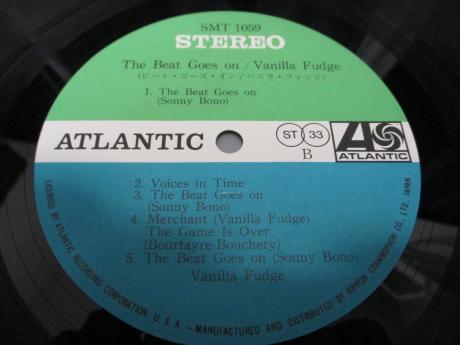 SMT 1059
STEREO
The Beat Goes on / Vanilla Fudge
(ビート・ゴーズ・オン / バニラ・ファッジ)
1. The Beat Goes on
(Sonny Bono)
ATLANTIC
ST 33
B
ATLANTIC
2. Voices in Time
3. The Beat Goes on
(Sonny Bono)
4. Merchant (Vanilla Fudge)
The Game Is Over
(Bourtayre-Bouchety)
5. The Beat Goes on (Sonny Bono)
Vanilla Fudge
LICENSED BY ATLANTIC RECORDING CORPORATION, U.S.A.—MANUFACTURED AND DISTRIBUTED BY NIPPON GRAMMOPHON CO., LTD., JAPAN